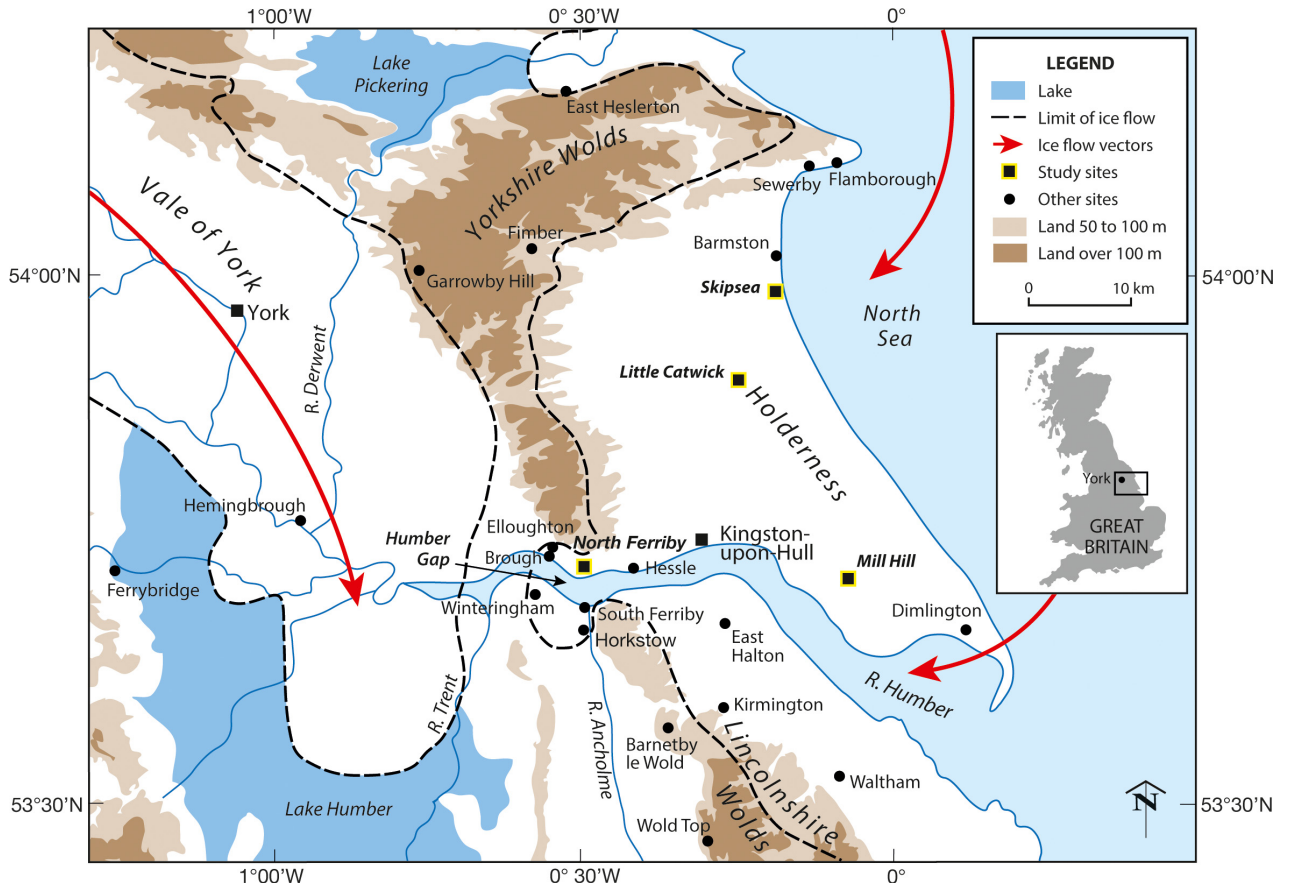 1°00'W
0° 30'W
0°
Lake
Pickering
East Heslerton
Yorkshire Wolds
Sewerby
Flamborough
Vale of York
Fimber
Barmston
54°00'N
Garrowby Hill
Skipsea
York
North
Sea
R. Derwent
Little Catwick
Holderness
Hemingbrough
Elloughton
Humber
Gap
Brough
North Ferriby
Kingston-
upon-Hull
Hessle
Mill Hill
Ferrybridge
Winteringham
South Ferriby
Horkstow
East
Halton
Dimlington
R. Humber
R. Trent
R. Ancholme
Kirmington
Barnetby
le Wold
Lincolnshire
Wolds
Waltham
Wold Top
Lake Humber
53°30'N
1°00'W
0° 30'W
0°
LEGEND
Lake
Limit of ice flow
Ice flow vectors
Study sites
Other sites
Land 50 to 100 m
Land over 100 m
0
10 km
54°00'N
York
GREAT
BRITAIN
N
53°30'N